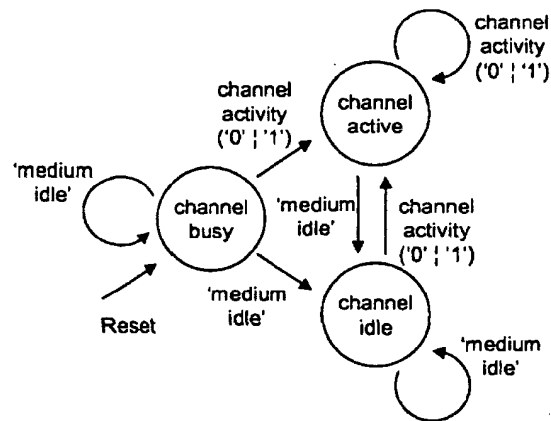 channel
activity
('0' ¦ '1')
channel
activity
('0' ¦ '1')
channel
active
'medium
idle'
channel
busy
'medium
idle'
channel
activity
('0' ¦ '1')
'medium
idle'
channel
idle
Reset
'medium
idle'